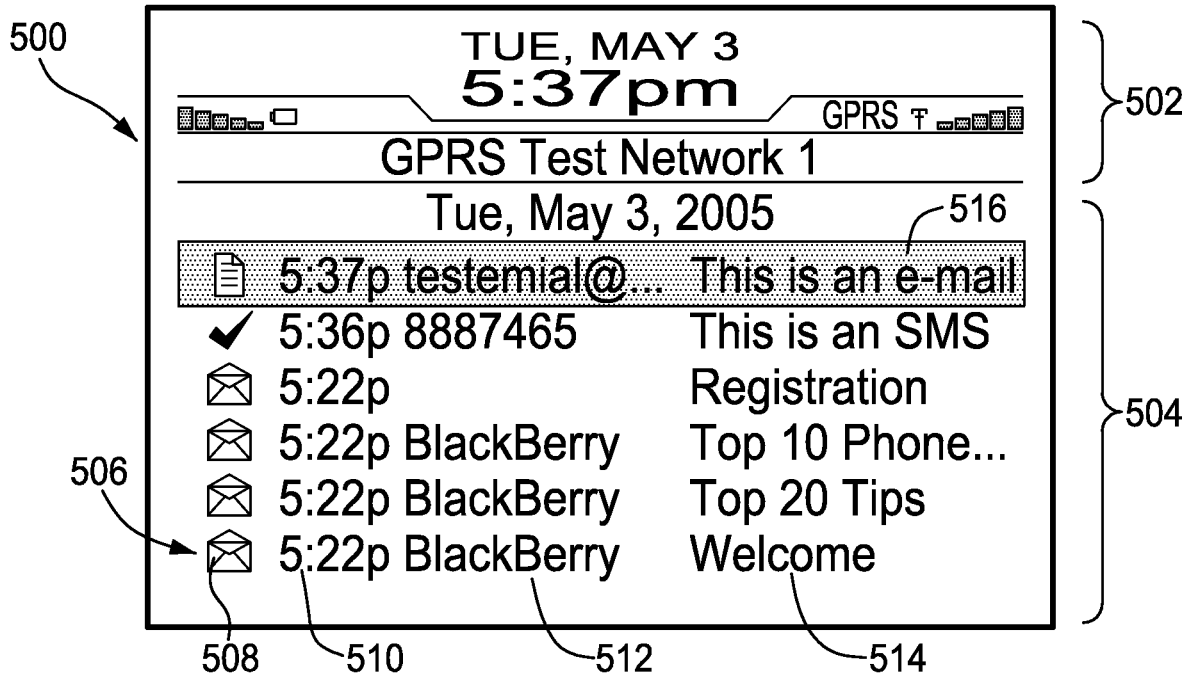 500
TUE, MAY 3
5:37pm
502
GPRS
GPRS Test Network 1
Tue, May 3, 2005
516
5:37p testemial@... This is an e-mail
5:36p 8887465 This is an SMS
5:22p Registration
504
5:22p BlackBerry Top 10 Phone...
506
5:22p BlackBerry Top 20 Tips
5:22p BlackBerry Welcome
508 510 512 514